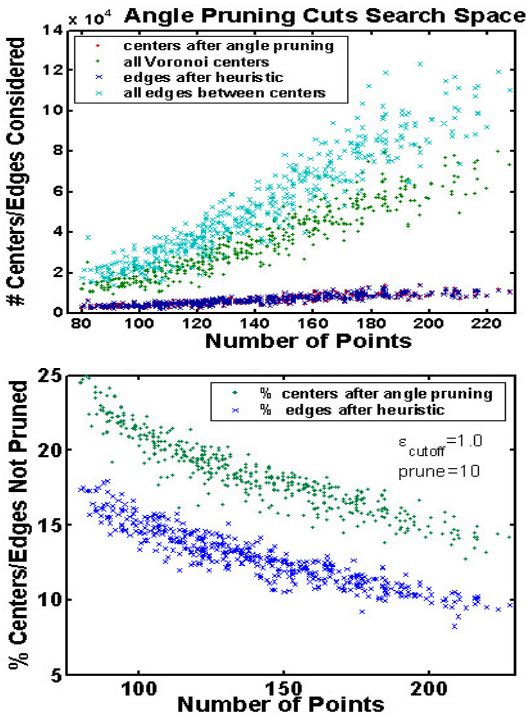 Angle Pruning Cuts Search Space
x 10^4
14
12
10
8
6
4
2
0
# Centers/Edges Considered
centers after angle pruning
all Voronoi centers
edges after heuristic
all edges between centers
80 100 120 140 160 180 200 220
Number of Points
25
20
15
10
5
% Centers/Edges Not Pruned
% centers after angle pruning
% edges after heuristic
ε_cutoff=1.0
prune=10
100 150 200
Number of Points